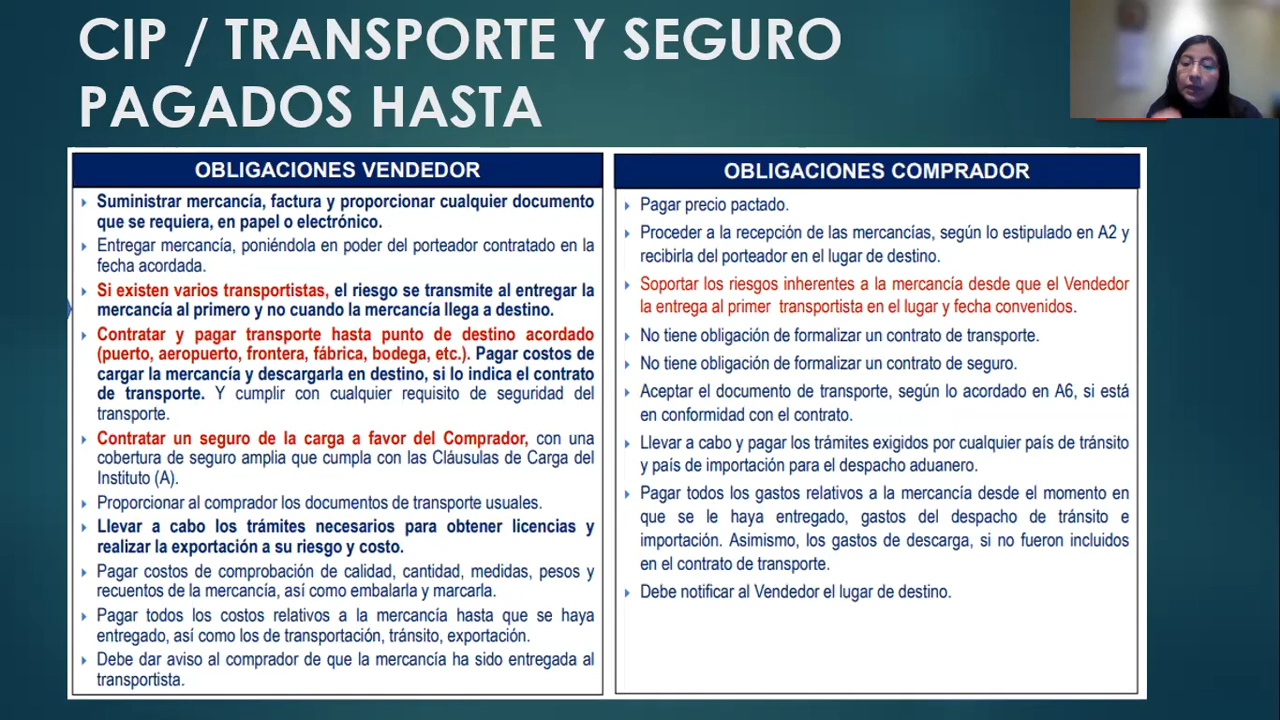 CIP / TRANSPORTE Y SEGURO
PAGADOS HASTA
OBLIGACIONES VENDEDOR
Suministrar mercancía, factura y proporcionar cualquier documento
que se requiera, en papel o electrónico.
Entregar mercancía, poniéndola en poder del porteador contratado en la
fecha acordada.
Si existen varios transportistas, el riesgo se transmite al entregar la
mercancía al primero y no cuando la mercancía llega a destino.
Contratar y pagar transporte hasta punto de destino acordado
(puerto, aeropuerto, frontera, fábrica, bodega, etc.). Pagar costos de
cargar la mercancía y descargarla en destino, si lo indica el contrato
de transporte. Y cumplir con cualquier requisito de seguridad del
transporte.
Contratar un seguro de la carga a favor del Comprador, con una
cobertura de seguro amplia que cumpla con las Cláusulas de Carga del
Instituto (A).
Proporcionar al comprador los documentos de transporte usuales.
Llevar a cabo los trámites necesarios para obtener licencias y
realizar la exportación a su riesgo y costo.
Pagar costos de comprobación de calidad, cantidad, medidas, pesos y
recuentos de la mercancía, así como embalarla y marcarla.
Pagar todos los costos relativos a la mercancía hasta que se haya
entregado, así como los de transportación, tránsito, exportación.
Debe dar aviso al comprador de que la mercancía ha sido entregada al
transportista.
OBLIGACIONES COMPRADOR
Pagar precio pactado.
Proceder a la recepción de las mercancías, según lo estipulado en A2 y
recibirla del porteador en el lugar de destino.
Soportar los riesgos inherentes a la mercancía desde que el Vendedor
la entrega al primer transportista en el lugar y fecha convenidos.
No tiene obligación de formalizar un contrato de transporte.
No tiene obligación de formalizar un contrato de seguro.
Aceptar el documento de transporte, según lo acordado en A6, si está
en conformidad con el contrato.
Llevar a cabo y pagar los trámites exigidos por cualquier país de tránsito
y país de importación para el despacho aduanero.
Pagar todos los gastos relativos a la mercancía desde el momento en
que se le haya entregado, gastos del despacho de tránsito e
importación. Asimismo, los gastos de descarga, si no fueron incluidos
en el contrato de transporte.
Debe notificar al Vendedor el lugar de destino.